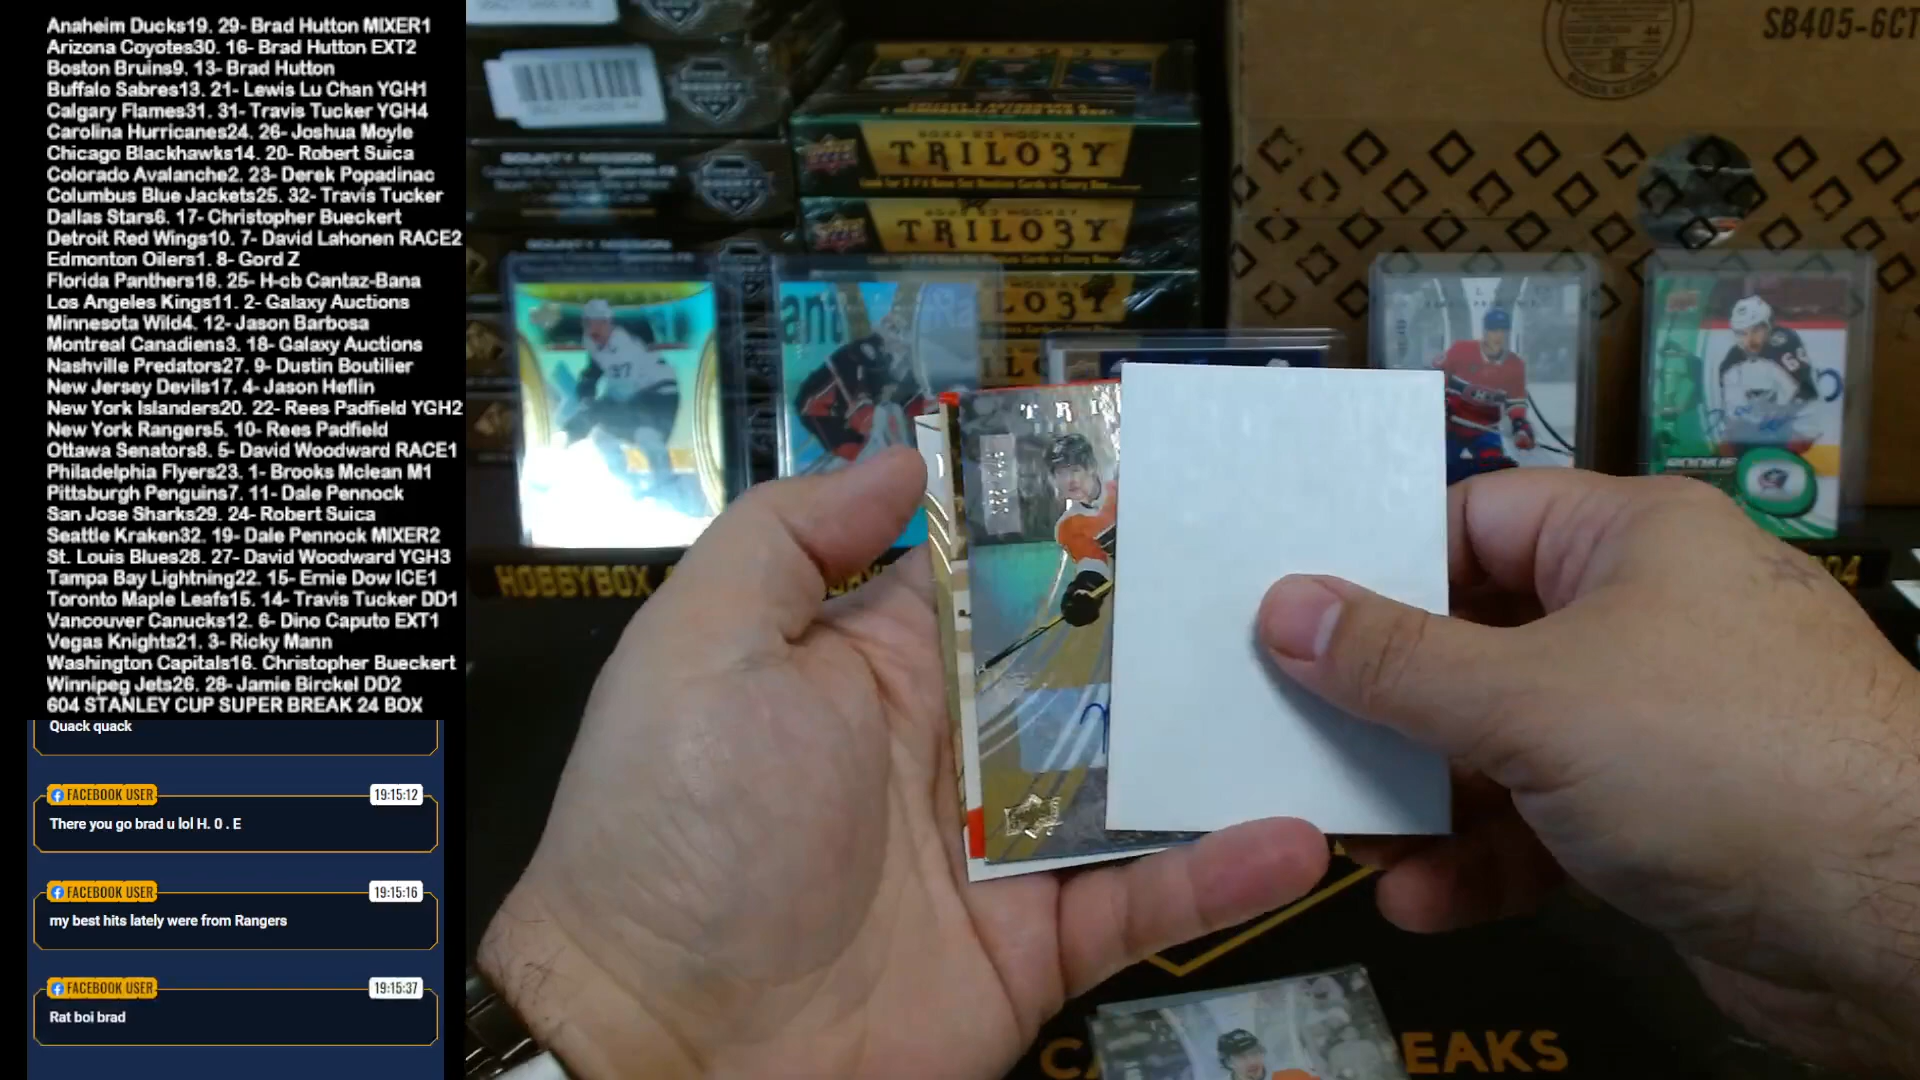 Anaheim Ducks19. 29- Brad Hutton MIXER1
Arizona Coyotes30. 16- Brad Hutton EXT2
Boston Bruins9. 13- Brad Hutton
Buffalo Sabres13. 21- Lewis Lu Chan YGH1
Calgary Flames31. 31- Travis Tucker YGH4
Carolina Hurricanes24. 26- Joshua Moyle
Chicago Blackhawks14. 20- Robert Suica
Colorado Avalanche2. 23- Derek Popadinac
Columbus Blue Jackets25. 32- Travis Tucker
Dallas Stars6. 17- Christopher Bueckert
Detroit Red Wings10. 7- David Lahonen RACE2
Edmonton Oilers1. 8- Gord Z
Florida Panthers18. 25- H-cb Cantaz-Bana
Los Angeles Kings11. 2- Galaxy Auctions
Minnesota Wild4. 12- Jason Barbosa
Montreal Canadiens3. 18- Galaxy Auctions
Nashville Predators27. 9- Dustin Boutilier
New Jersey Devils17. 4- Jason Heflin
New York Islanders20. 22- Rees Padfield YGH2
New York Rangers5. 10- Rees Padfield
Ottawa Senators8. 5- David Woodward RACE1
Philadelphia Flyers23. 1- Brooks Mclean M1
Pittsburgh Penguins7. 11- Dale Pennock
San Jose Sharks29. 24- Robert Suica
Seattle Kraken32. 19- Dale Pennock MIXER2
St. Louis Blues28. 27- David Woodward YGH3
Tampa Bay Lightning22. 15- Ernie Dow ICE1
Toronto Maple Leafs15. 14- Travis Tucker DD1
Vancouver Canucks12. 6- Dino Caputo EXT1
Vegas Knights21. 3- Ricky Mann
Washington Capitals16. Christopher Bueckert
Winnipeg Jets26. 28- Jamie Birckel DD2
604 STANLEY CUP SUPER BREAK 24 BOX
Quack quack
FACEBOOK USER 19:15:12
There you go brad u lol H. O . E
FACEBOOK USER 19:15:16
my best hits lately were from Rangers
FACEBOOK USER 19:15:37
Rat boi brad
SB405-6CT
2022-23 HOCKEY
TRILO3Y
TRILO3Y
LO3Y
BOUNTY MISSION
HOBBYBOX
TRI
EAKS